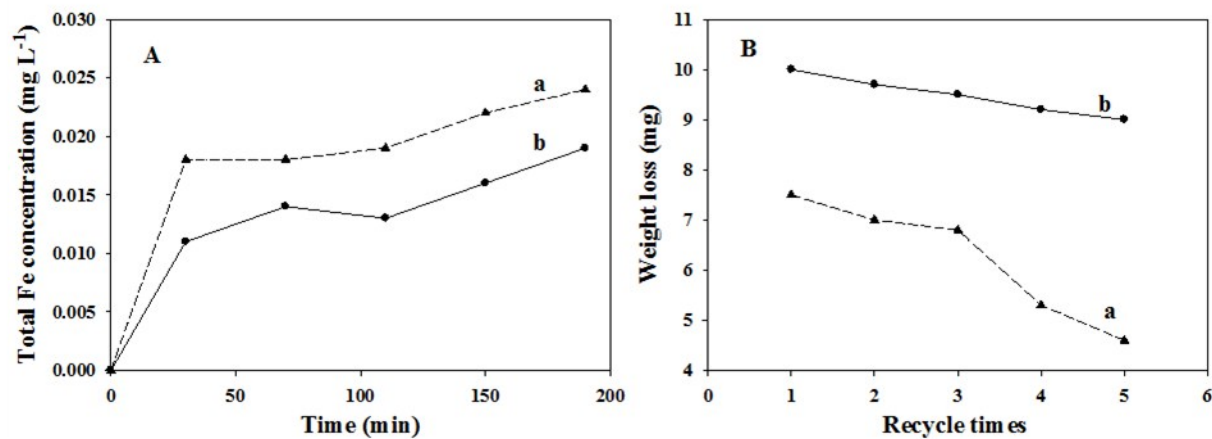 A
a
b
0.030
0.025
0.020
0.015
0.010
0.005
0.000
Total Fe concentration (mg L⁻¹)
0 50 100 150 200
Time (min)
B
b
a
11
10
9
8
7
6
5
4
Weight loss (mg)
0 1 2 3 4 5 6
Recycle times